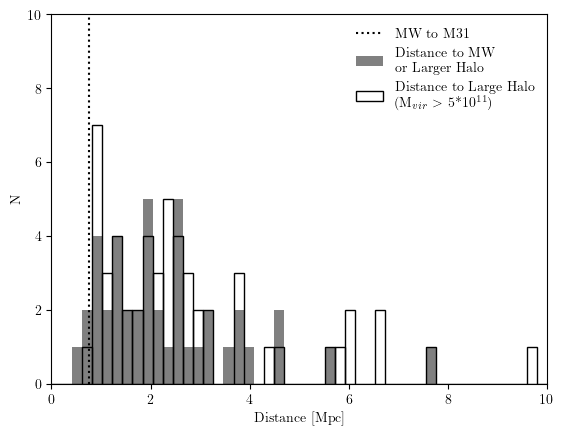 10
8
6
4
2
0
N
0 2 4 6 8 10
Distance [Mpc]
MW to M31
Distance to MW
or Larger Halo
Distance to Large Halo
(M$_{vir}$ > 5*10$^{11}$)